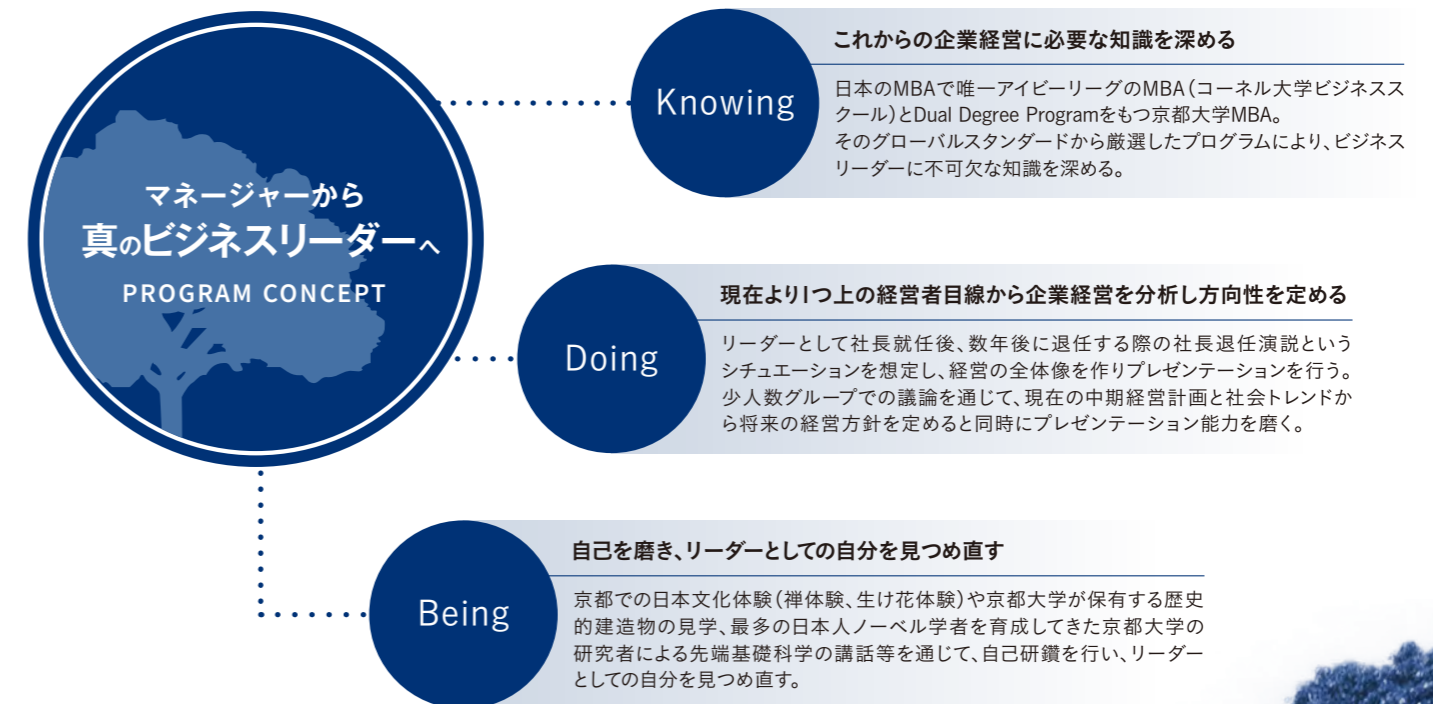 マネージャーから
真のビジネスリーダーへ
PROGRAM CONCEPT
Knowing
これからの企業経営に必要な知識を深める
日本のMBAで唯一アイビーリーグのMBA(コーネル大学ビジネスス
クール)とDual Degree Programをもつ京都大学MBA。
そのグローバルスタンダードから厳選したプログラムにより、ビジネス
リーダーに不可欠な知識を深める。
Doing
現在より1つ上の経営者目線から企業経営を分析し方向性を定める
リーダーとして社長就任後、数年後に退任する際の社長退任演説という
シチュエーションを想定し、経営の全体像を作りプレゼンテーションを行う。
少人数グループでの議論を通じて、現在の中期経営計画と社会トレンドか
ら将来の経営方針を定めると同時にプレゼンテーション能力を磨く。
Being
自己を磨き、リーダーとしての自分を見つめ直す
京都での日本文化体験(禅体験、生け花体験)や京都大学が保有する歴史
的建造物の見学、最多の日本人ノーベル学者を育成してきた京都大学の
研究者による先端基礎科学の講話等を通じて、自己研鑽を行い、リーダー
としての自分を見つめ直す。